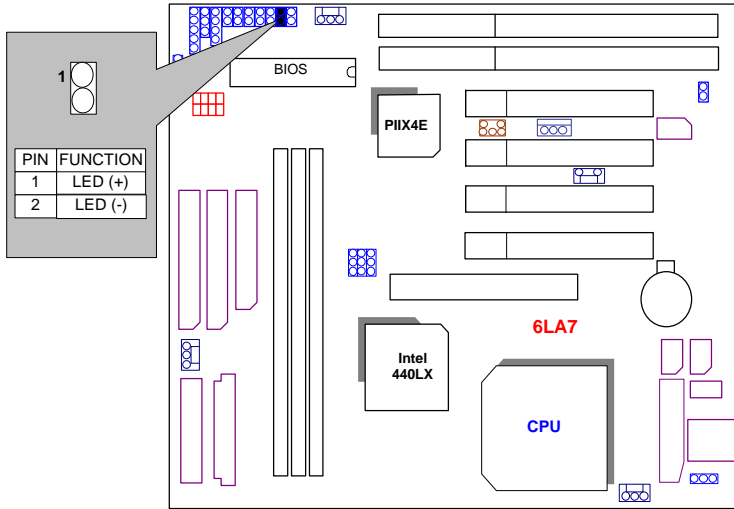 BIOS
1
PIIX4E
PIN FUNCTION
1 LED (+)
2 LED (-)
6LA7
Intel
440LX
CPU